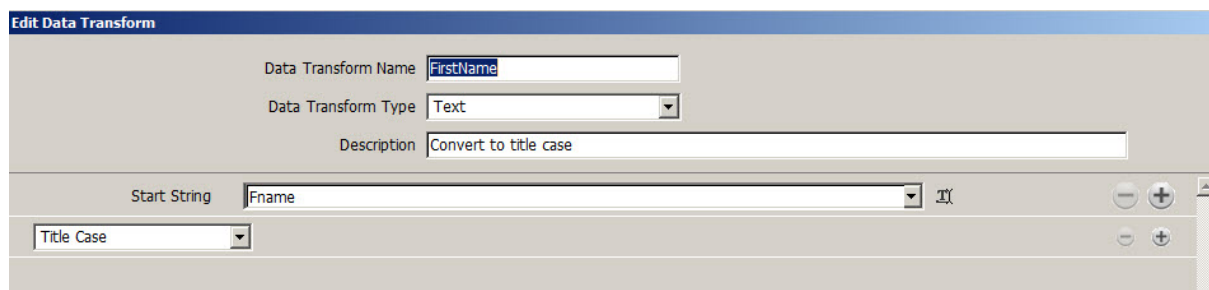 Edit Data Transform
Data Transform Name FirstName
Data Transform Type Text
Description Convert to title case
Start String Fname
Title Case